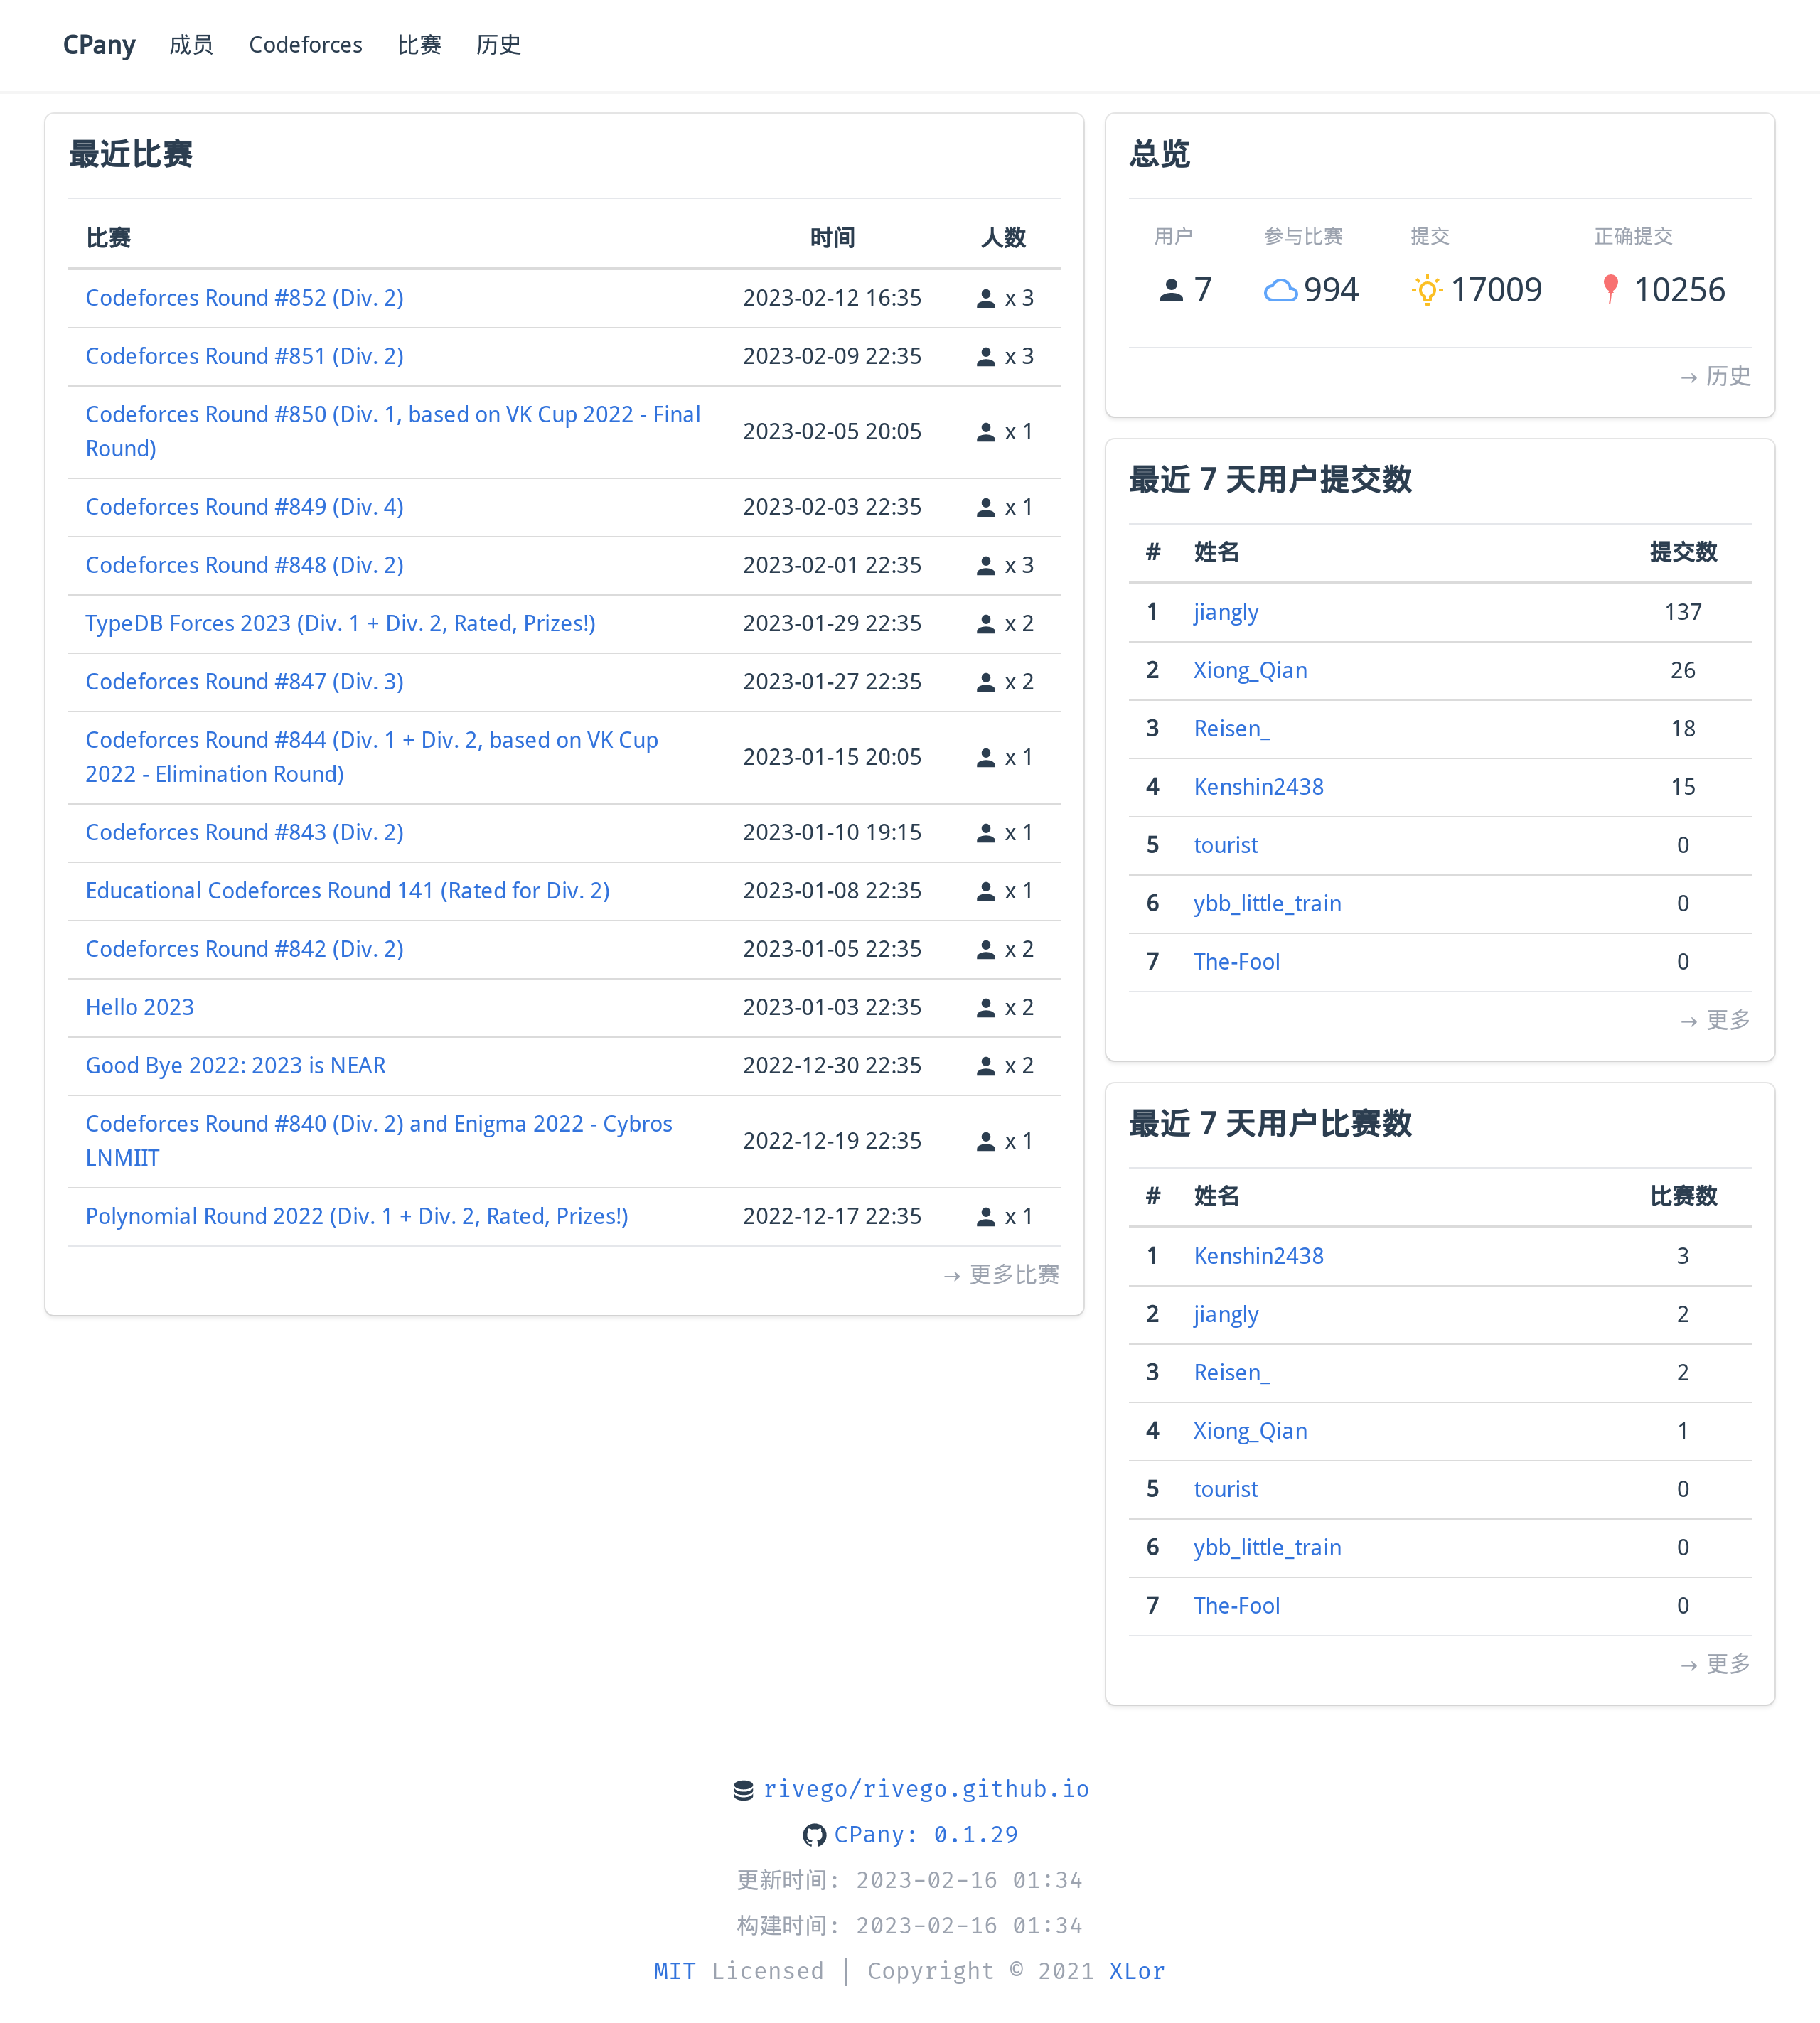 CPany 成员 Codeforces 比赛 历史
最近比赛
比赛 时间 人数
Codeforces Round #852 (Div. 2) 2023-02-12 16:35 x 3
Codeforces Round #851 (Div. 2) 2023-02-09 22:35 x 3
Codeforces Round #850 (Div. 1, based on VK Cup 2022 - Final
Round) 2023-02-05 20:05 x 1
Codeforces Round #849 (Div. 4) 2023-02-03 22:35 x 1
Codeforces Round #848 (Div. 2) 2023-02-01 22:35 x 3
TypeDB Forces 2023 (Div. 1 + Div. 2, Rated, Prizes!) 2023-01-29 22:35 x 2
Codeforces Round #847 (Div. 3) 2023-01-27 22:35 x 2
Codeforces Round #844 (Div. 1 + Div. 2, based on VK Cup
2022 - Elimination Round) 2023-01-15 20:05 x 1
Codeforces Round #843 (Div. 2) 2023-01-10 19:15 x 1
Educational Codeforces Round 141 (Rated for Div. 2) 2023-01-08 22:35 x 1
Codeforces Round #842 (Div. 2) 2023-01-05 22:35 x 2
Hello 2023 2023-01-03 22:35 x 2
Good Bye 2022: 2023 is NEAR 2022-12-30 22:35 x 2
Codeforces Round #840 (Div. 2) and Enigma 2022 - Cybros
LNMIIT 2022-12-19 22:35 x 1
Polynomial Round 2022 (Div. 1 + Div. 2, Rated, Prizes!) 2022-12-17 22:35 x 1
→ 更多比赛
总览
用户 参与比赛 提交 正确提交
7 994 17009 10256
→ 历史
最近 7 天用户提交数
# 姓名 提交数
1 jiangly 137
2 Xiong_Qian 26
3 Reisen_ 18
4 Kenshin2438 15
5 tourist 0
6 ybb_little_train 0
7 The-Fool 0
→ 更多
最近 7 天用户比赛数
# 姓名 比赛数
1 Kenshin2438 3
2 jiangly 2
3 Reisen_ 2
4 Xiong_Qian 1
5 tourist 0
6 ybb_little_train 0
7 The-Fool 0
→ 更多
rivego/rivego.github.io
CPany: 0.1.29
更新时间: 2023-02-16 01:34
构建时间: 2023-02-16 01:34
MIT Licensed | Copyright © 2021 XLor